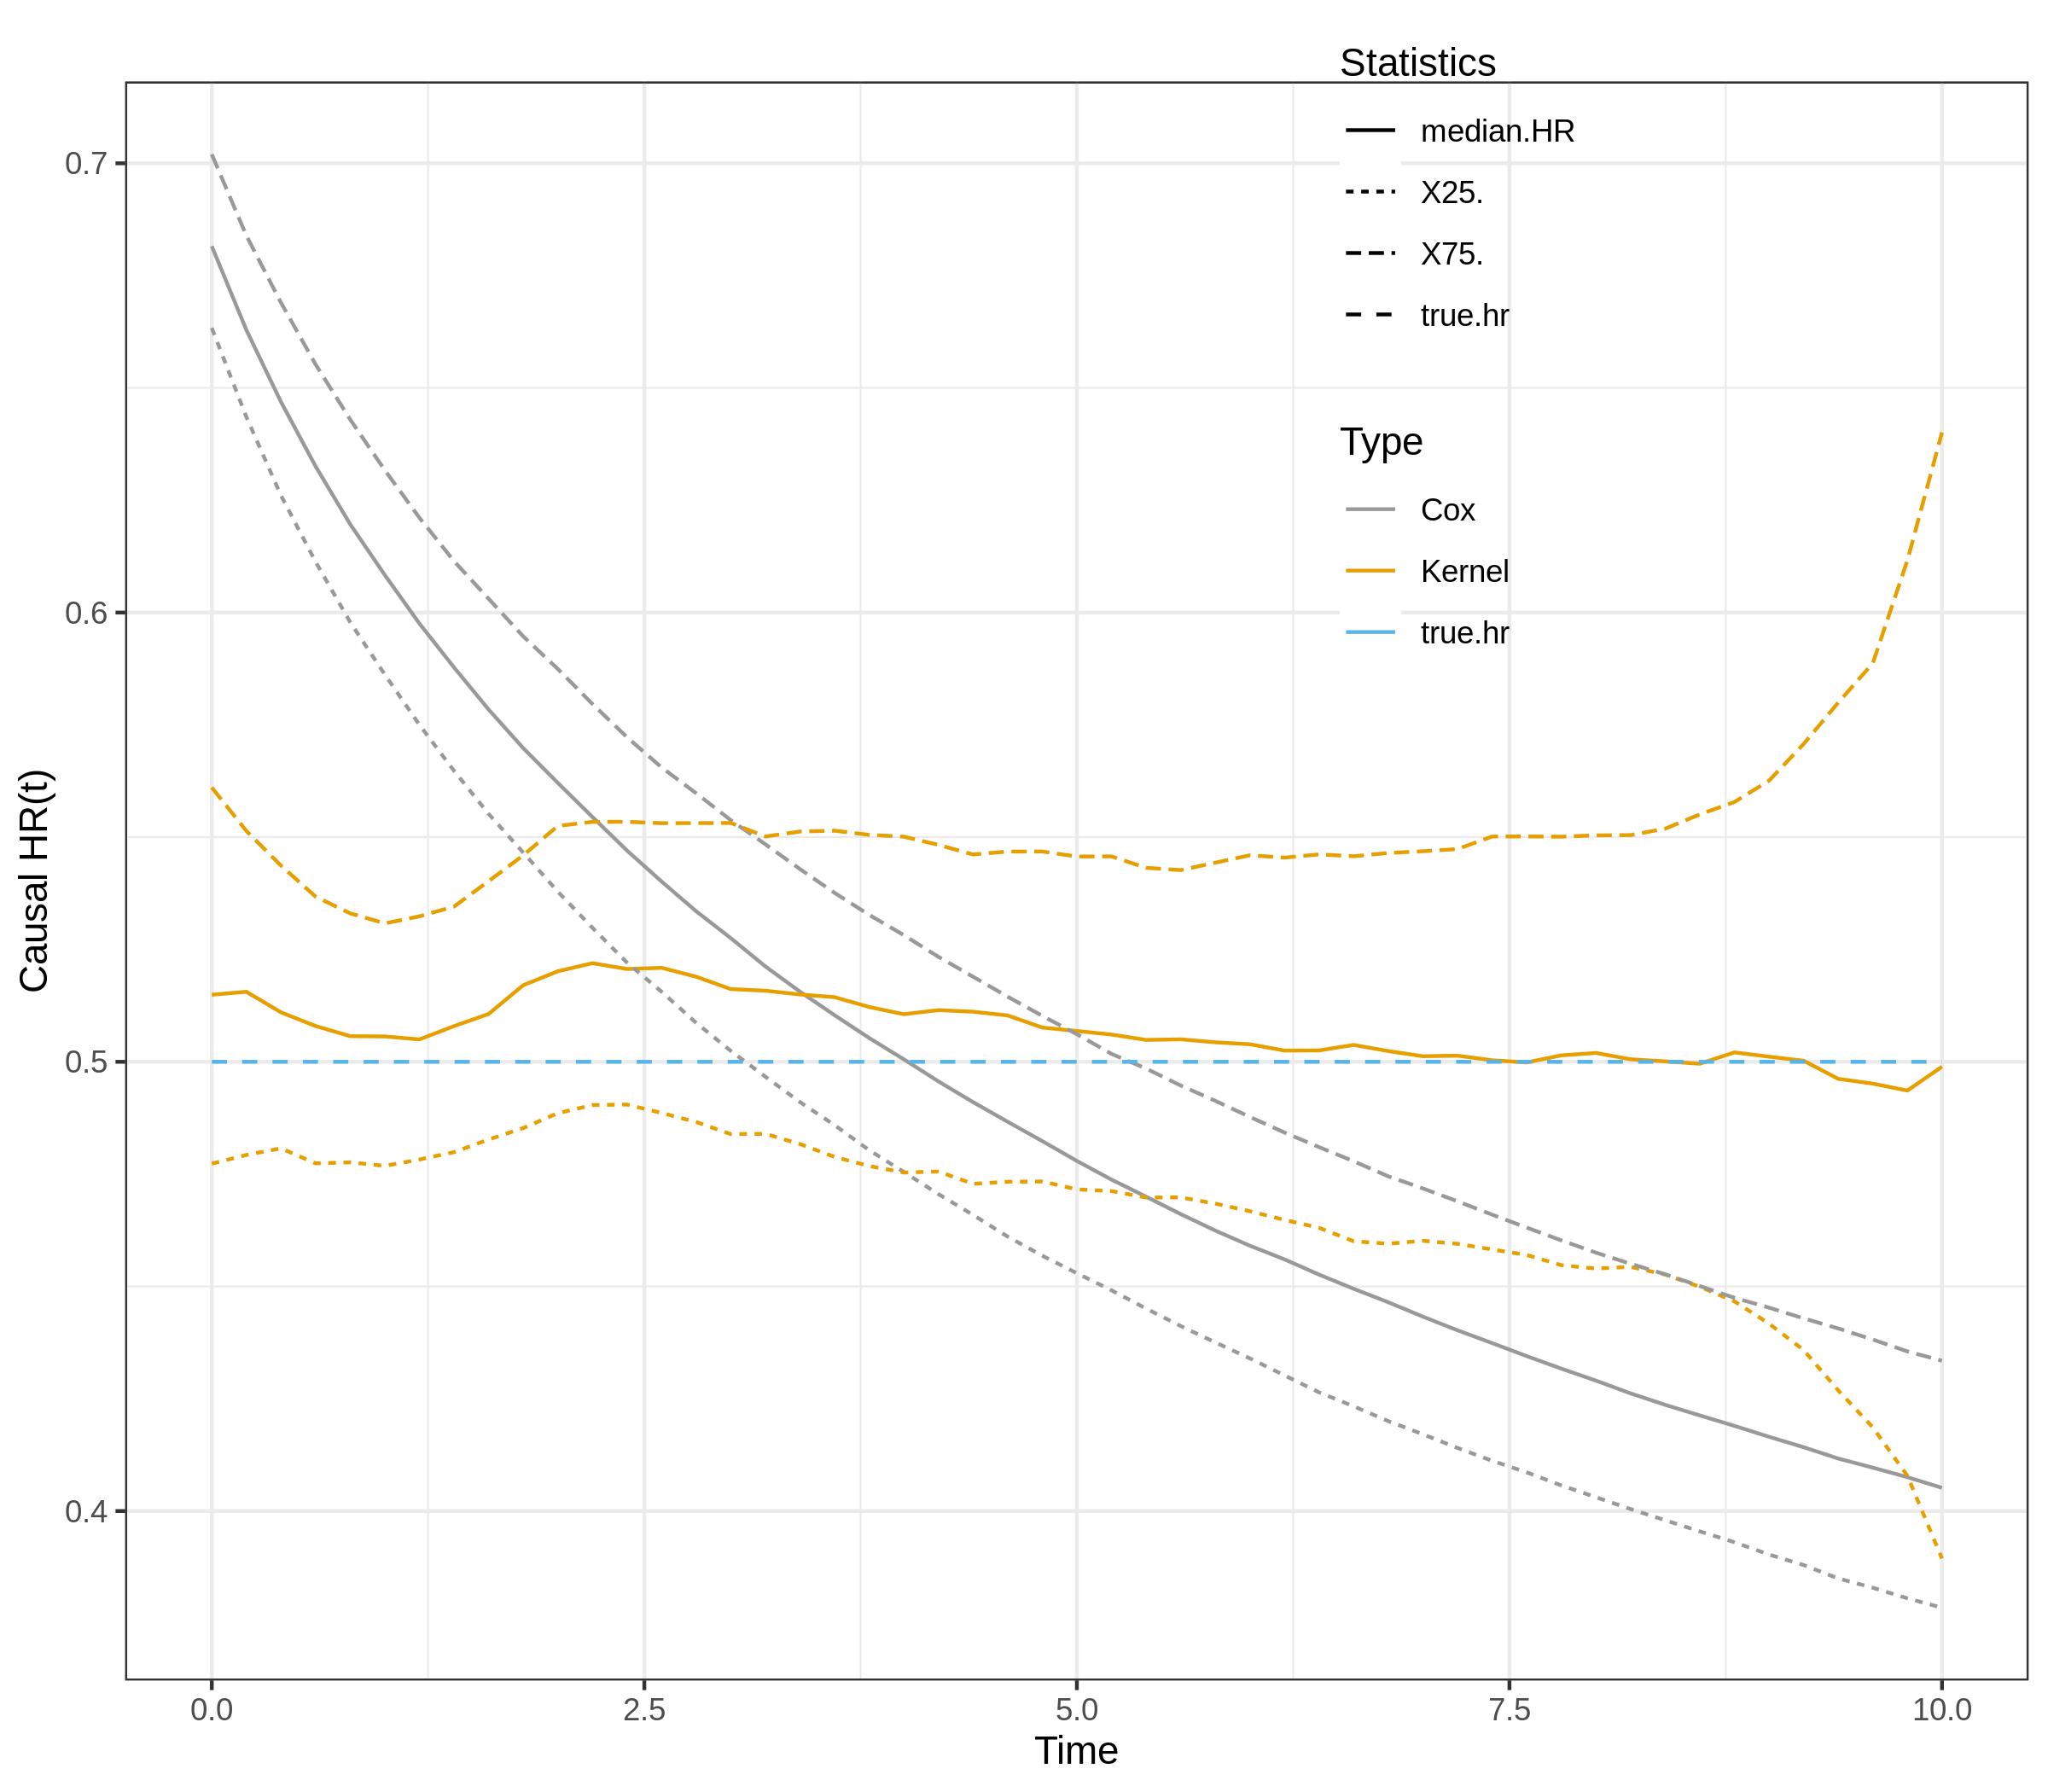 Statistics
median.HR
X25.
X75.
true.hr
Type
Cox
Kernel
true.hr
Causal HR(t)
0.7
0.6
0.5
0.4
0.0 2.5 5.0 7.5 10.0
Time